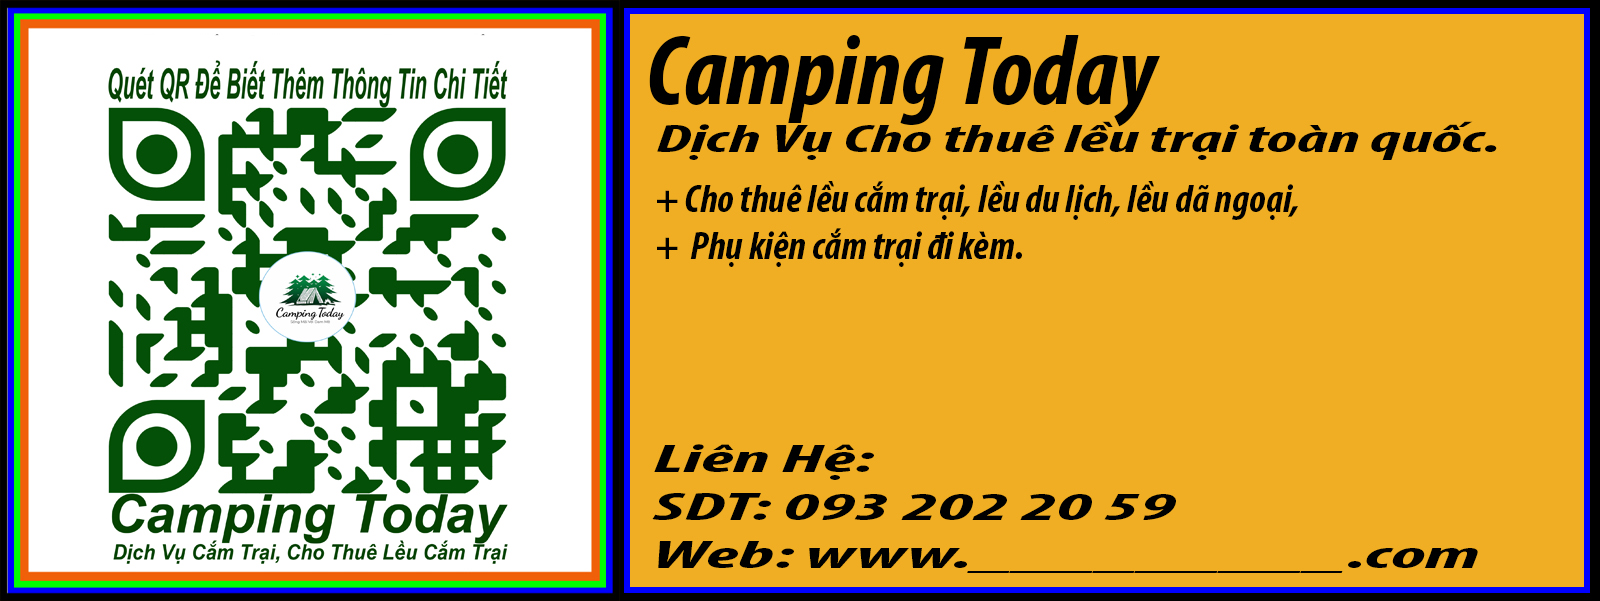 Quét QR Để Biết Thêm Thông Tin Chi Tiết
Camping Today
Camping Today
Dịch Vụ Cắm Trại, Cho Thuê Lều Cắm Trại
Camping Today
Dịch Vụ Cho thuê lều trại toàn quốc.
+ Cho thuê lều cắm trại, lều du lịch, lều dã ngoại,
+ Phụ kiện cắm trại đi kèm.
Liên Hệ:
SDT: 093 202 20 59
Web: www.__________________.com